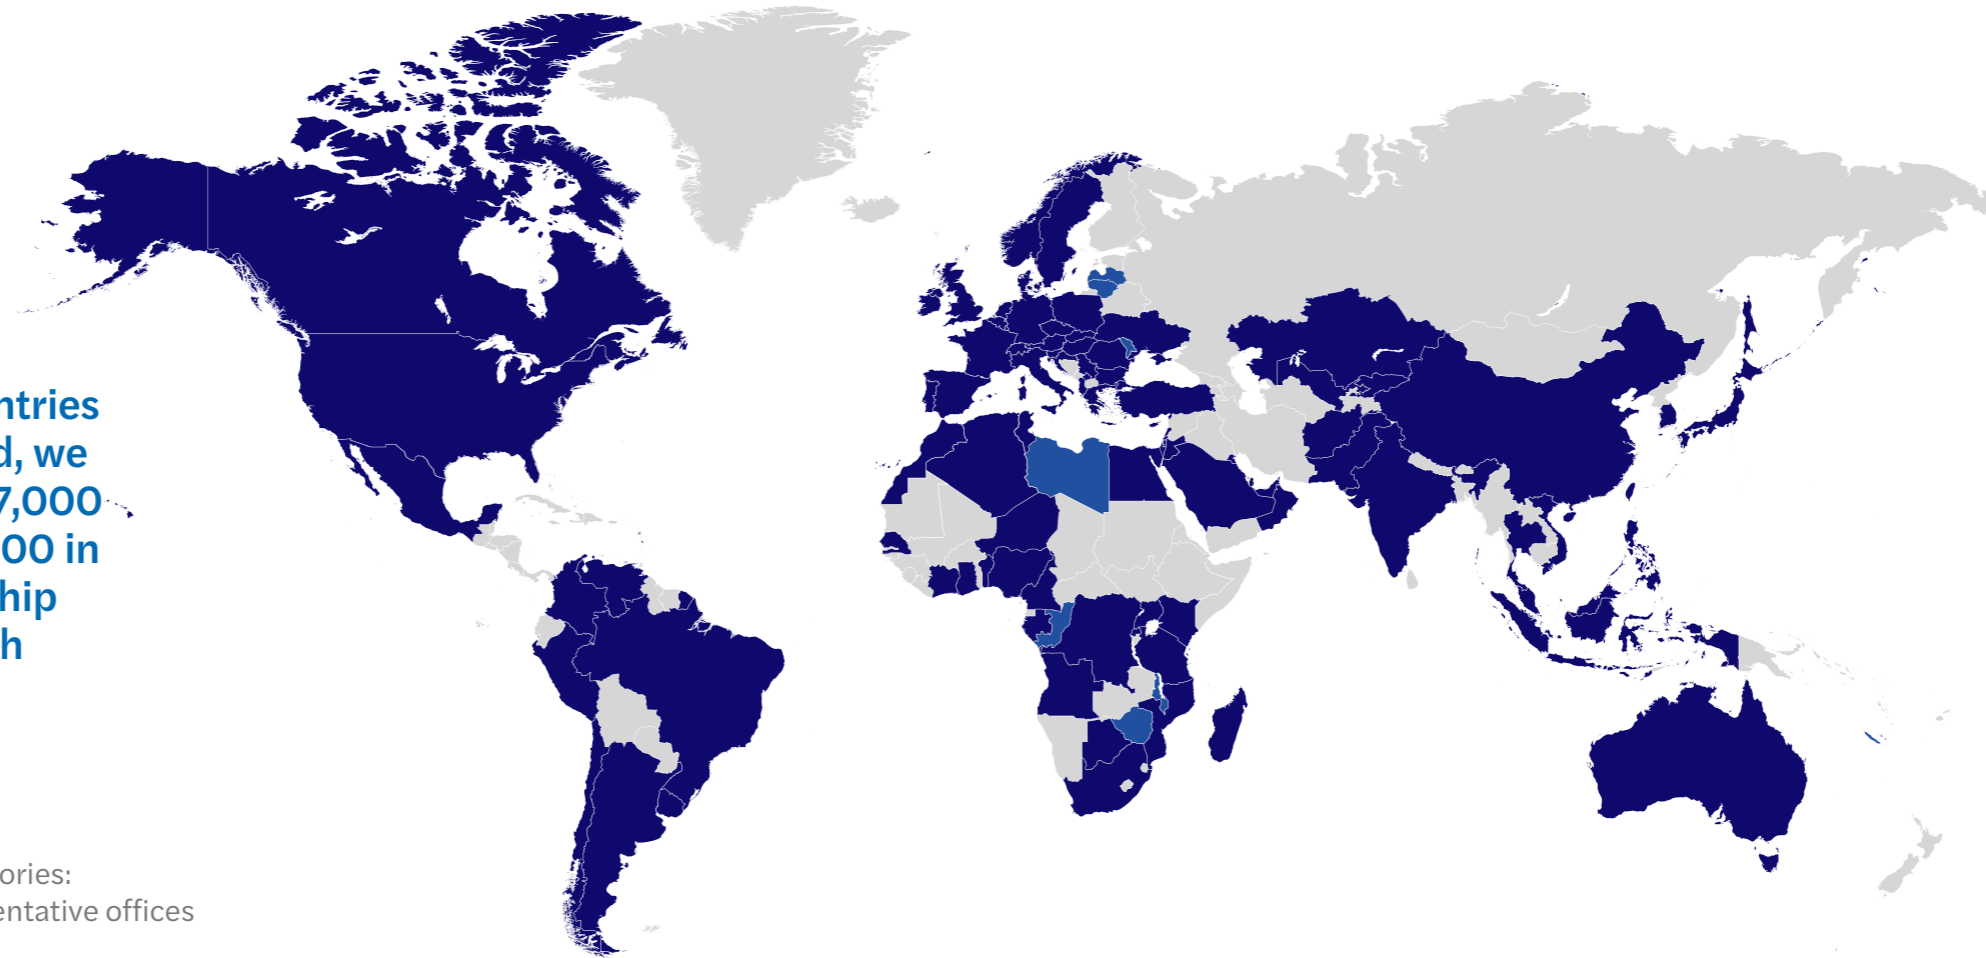 ntries
d, we
7,000
00 in
hip
h
ories:
entative offices